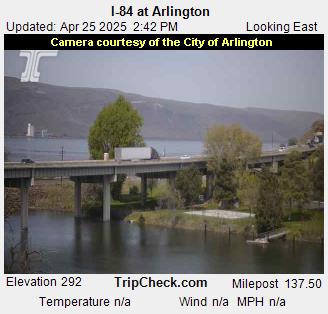 I-84 at Arlington
Updated: Apr 25 2025 2:42 PM Looking East
Camera courtesy of the City of Arlington
Elevation 292 TripCheck.com Milepost 137.50
Temperature n/a Wind n/a MPH n/a